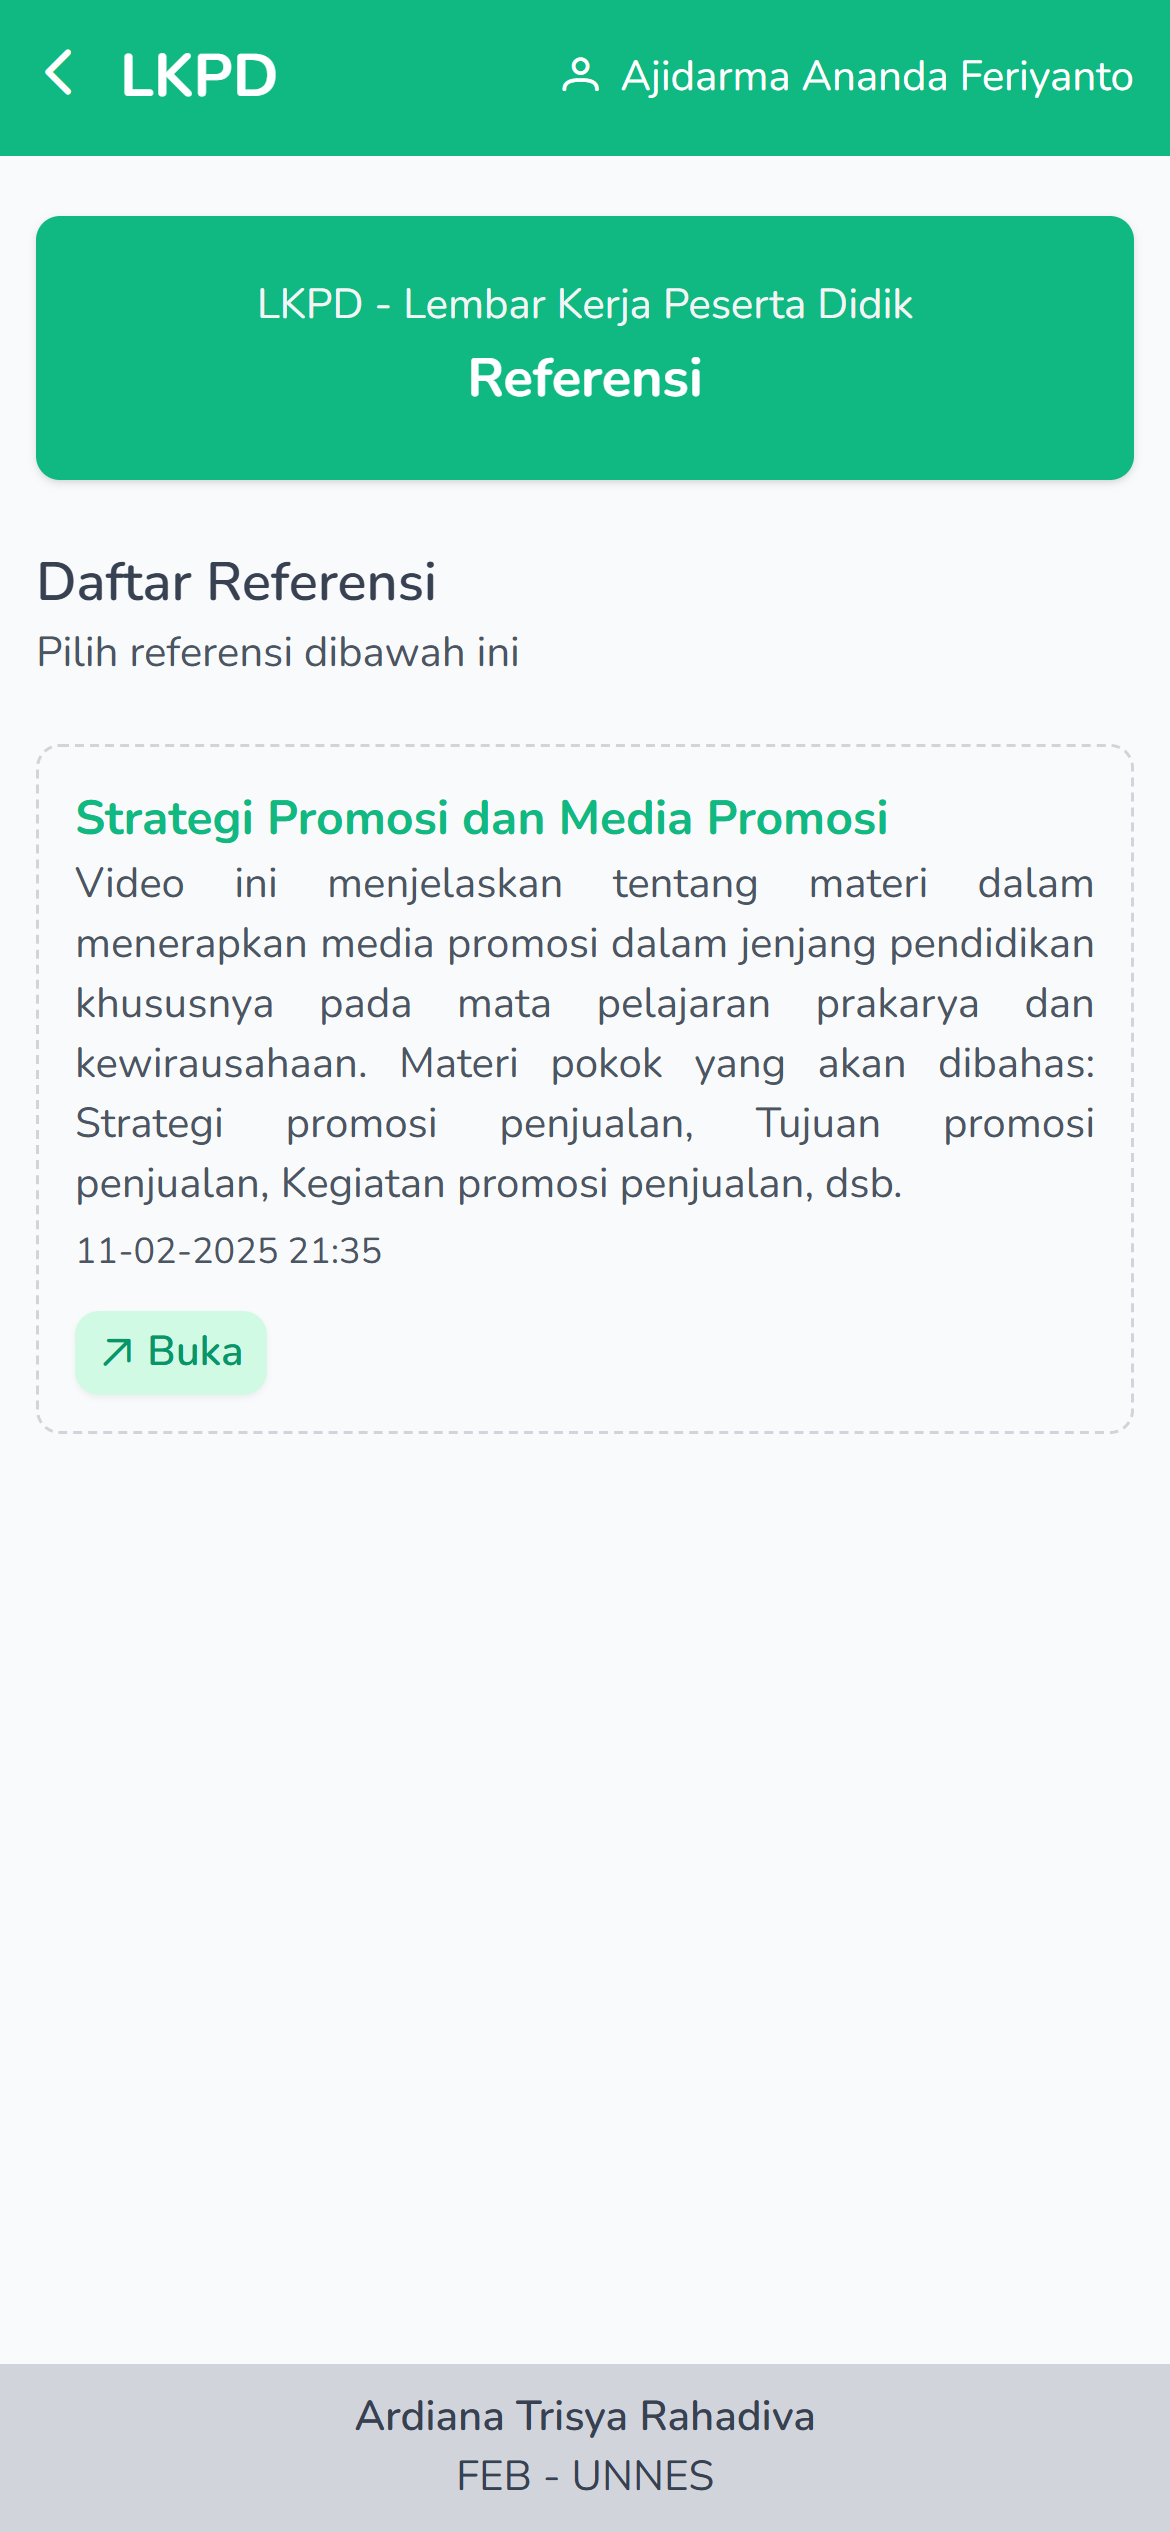 LKPD
Ajidarma Ananda Feriyanto
LKPD - Lembar Kerja Peserta Didik
Referensi
Daftar Referensi
Pilih referensi dibawah ini
Strategi Promosi dan Media Promosi
Video ini menjelaskan tentang materi dalam
menerapkan media promosi dalam jenjang pendidikan
khususnya pada mata pelajaran prakarya dan
kewirausahaan. Materi pokok yang akan dibahas:
Strategi promosi penjualan, Tujuan promosi
penjualan, Kegiatan promosi penjualan, dsb.
11-02-2025 21:35
Buka
Ardiana Trisya Rahadiva
FEB - UNNES